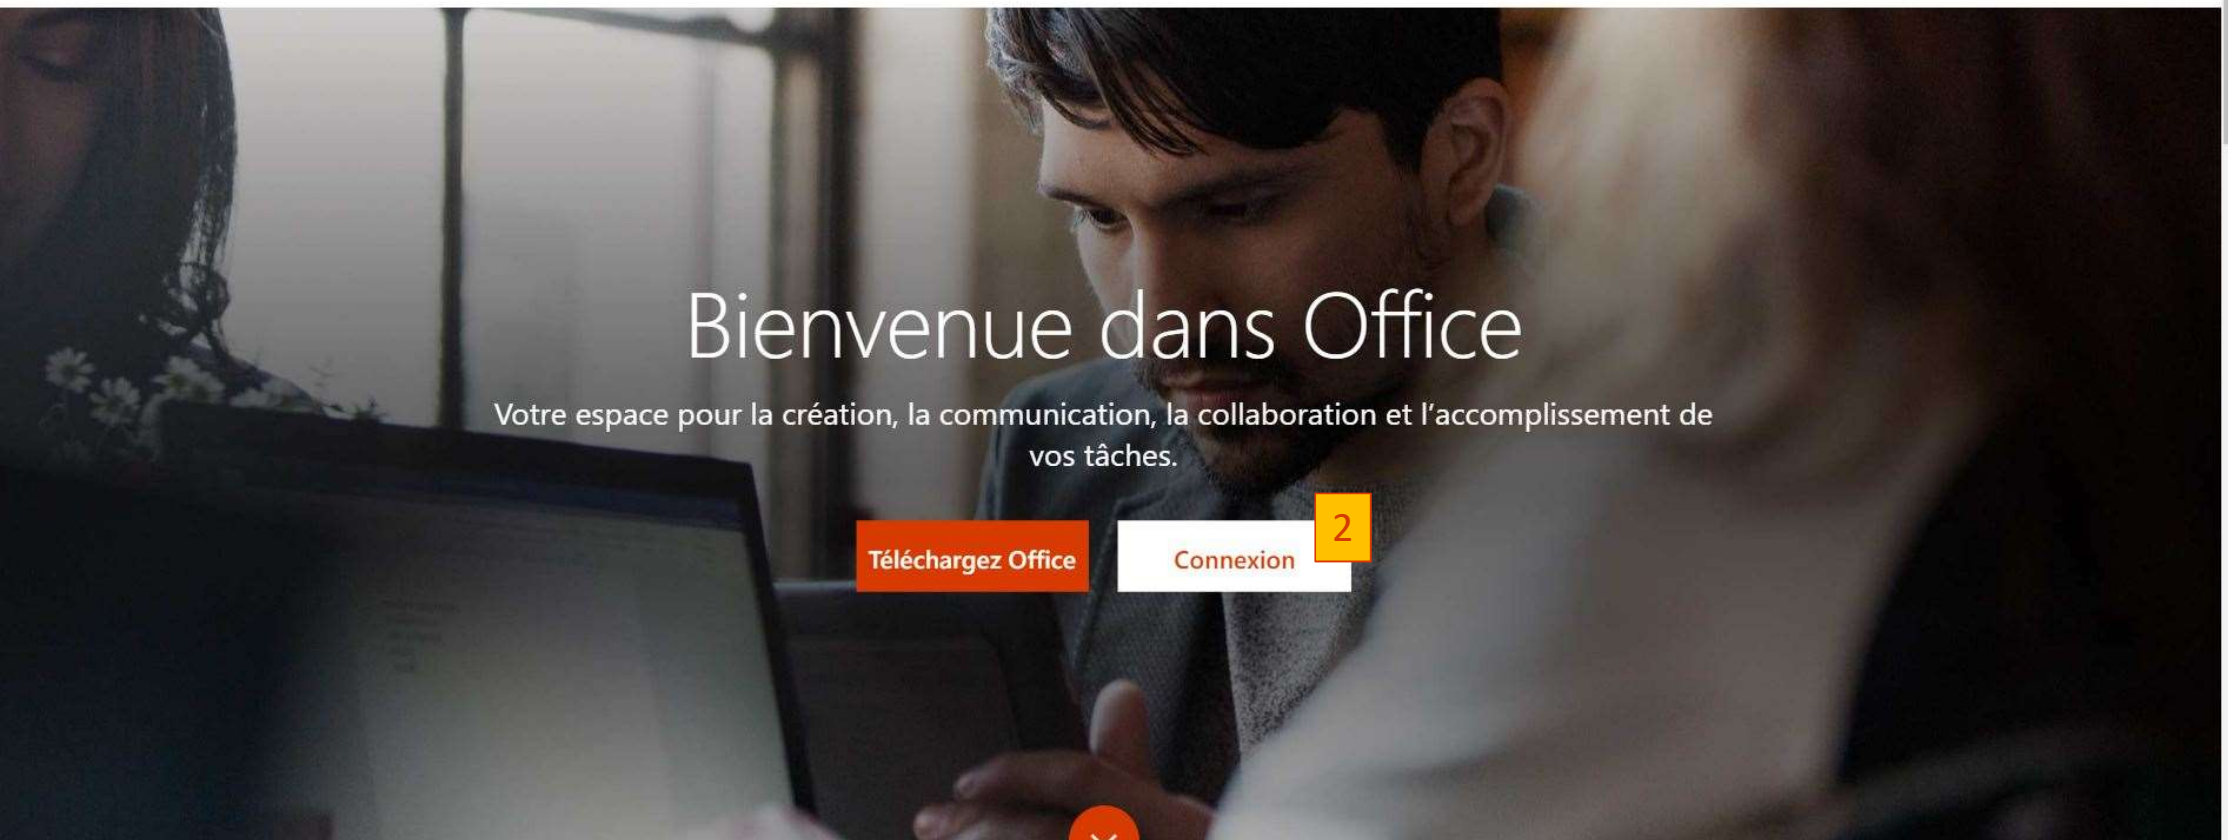 Bienvenue dans Office
Votre espace pour la création, la communication, la collaboration et l’accomplissement de
vos tâches.
2
Téléchargez Office
Connexion